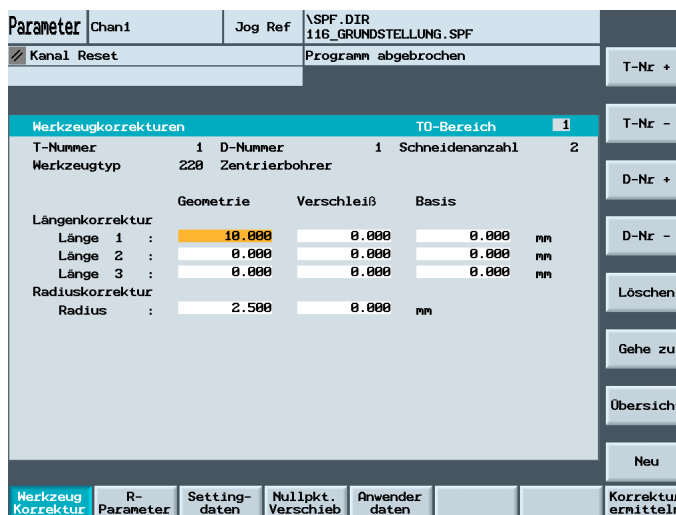 Parameter Chan1 Jog Ref \SPF.DIR
116_GRUNDSTELLUNG.SPF
Kanal Reset Programm abgebrochen
T-Nr +
Werkzeugkorrekturen TO-Bereich 1
T-Nr -
T-Nummer 1 D-Nummer 1 Schneidenanzahl 2
Werkzeugtyp 220 Zentrierbohrer
D-Nr +
Geometrie Verschleiß Basis
Längenkorrektur
Länge 1 : 10.000 0.000 0.000 mm
D-Nr -
Länge 2 : 0.000 0.000 0.000 mm
Länge 3 : 0.000 0.000 0.000 mm
Radiuskorrektur
Löschen
Radius : 2.500 0.000 mm
Gehe zu
Übersich
Neu
Werkzeug Korrektur
R- Parameter
Setting- daten
Nullpkt. Verschieb
Anwender daten
Korrektur ermitteln